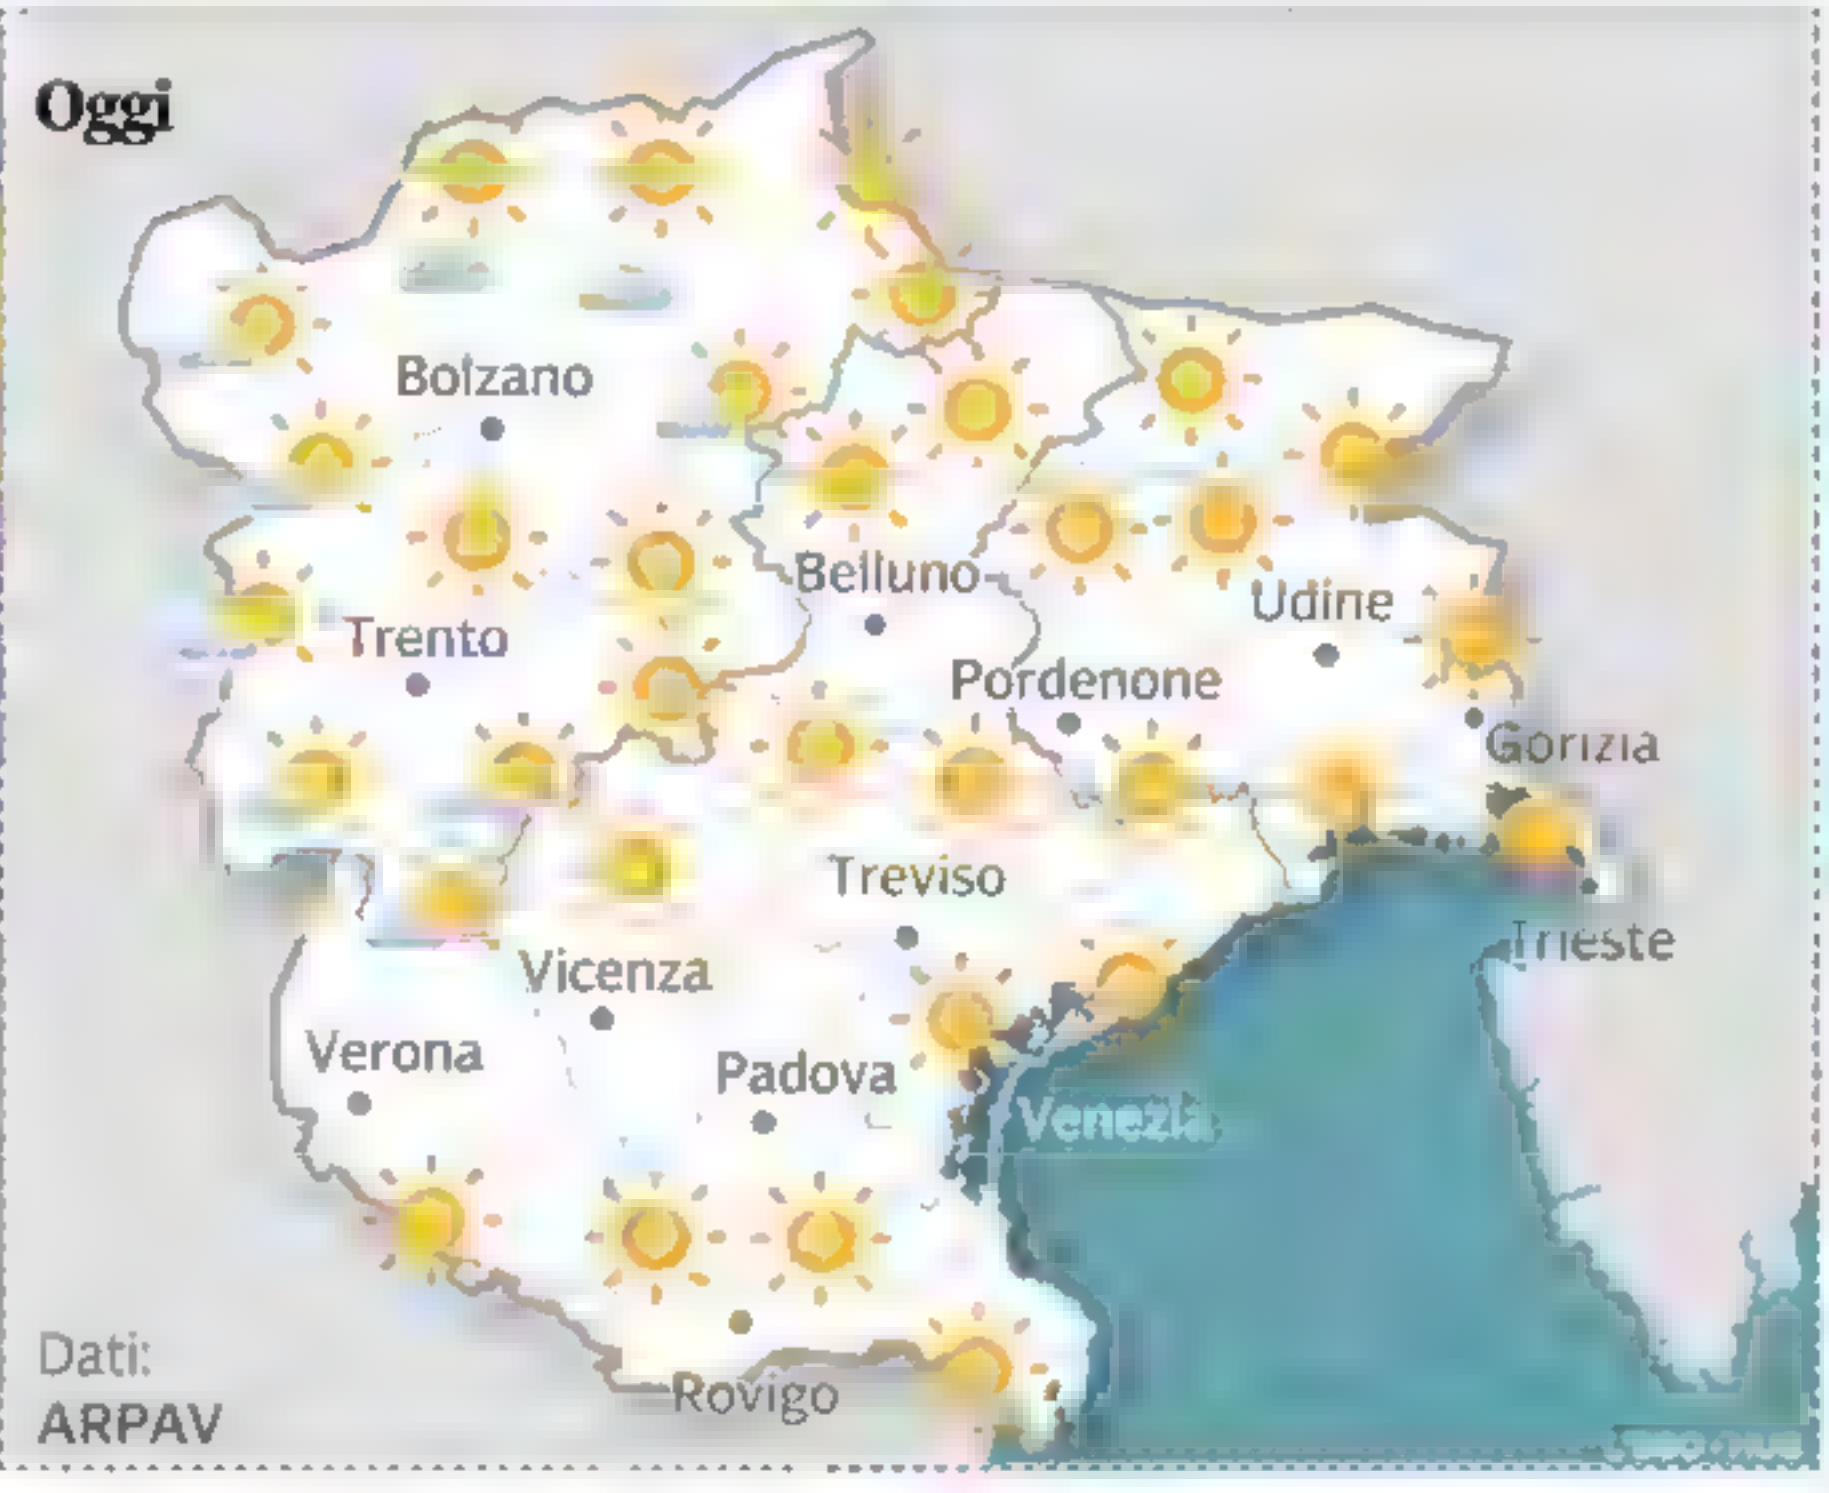 Oggi
Bolzano
Belluno
Udine
Trento
Pordenone
Gorizia
Treviso
Trieste
Vicenza
Verona
Padova
Venezia
Dati:
Rovigo
ARPAV